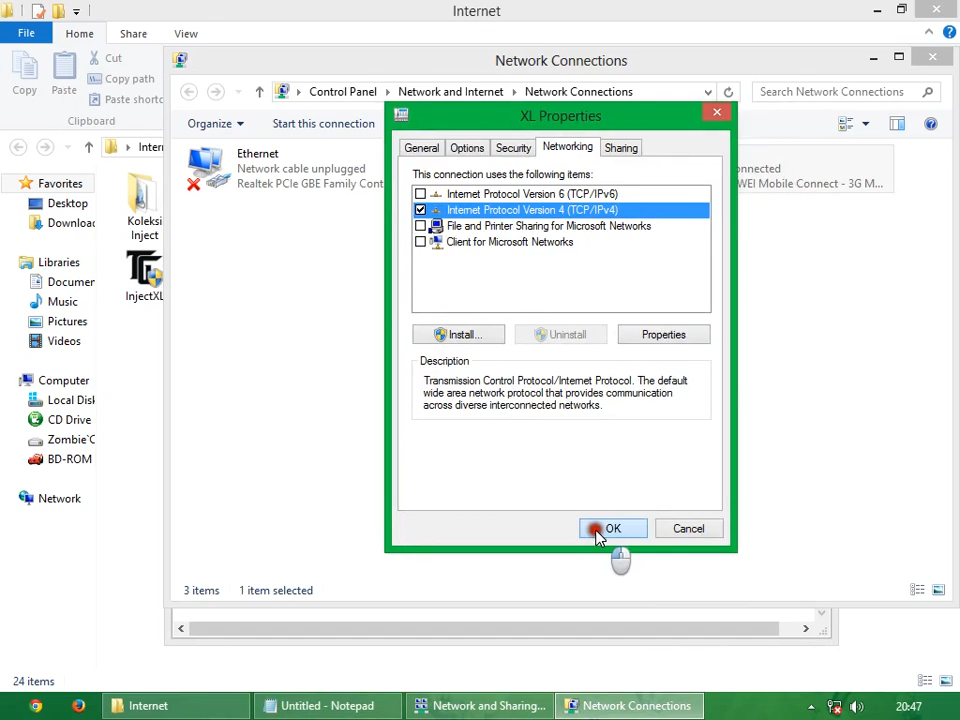 Internet
File Home Share View
Network Connections
Copy Paste Cut
Copy path
Paste shortc
Clipboard
Control Panel Network and Internet Network Connections
Search Network Connections
Inter
Organize
Start this connection
XL Properties
Ethernet
Network cable unplugged
Realtek PCIe GBE Family Cont
onnected
WEI Mobile Connect - 3G M...
General Options Security Networking Sharing
This connection uses the following items:
Internet Protocol Version 6 (TCP/IPv6)
Internet Protocol Version 4 (TCP/IPv4)
File and Printer Sharing for Microsoft Networks
Client for Microsoft Networks
Install... Uninstall Properties
Description
Transmission Control Protocol/Internet Protocol. The default
wide area network protocol that provides communication
across diverse interconnected networks.
OK Cancel
Favorites
Desktop
Downloa
Libraries
Documen
Music
Pictures
Videos
Computer
Local Disk
CD Drive
Zombie`C
BD-ROM
Network
Koleksi
Inject
InjectXL
3 items 1 item selected
24 items
Internet
Untitled - Notepad
Network and Sharing...
Network Connections
20:47